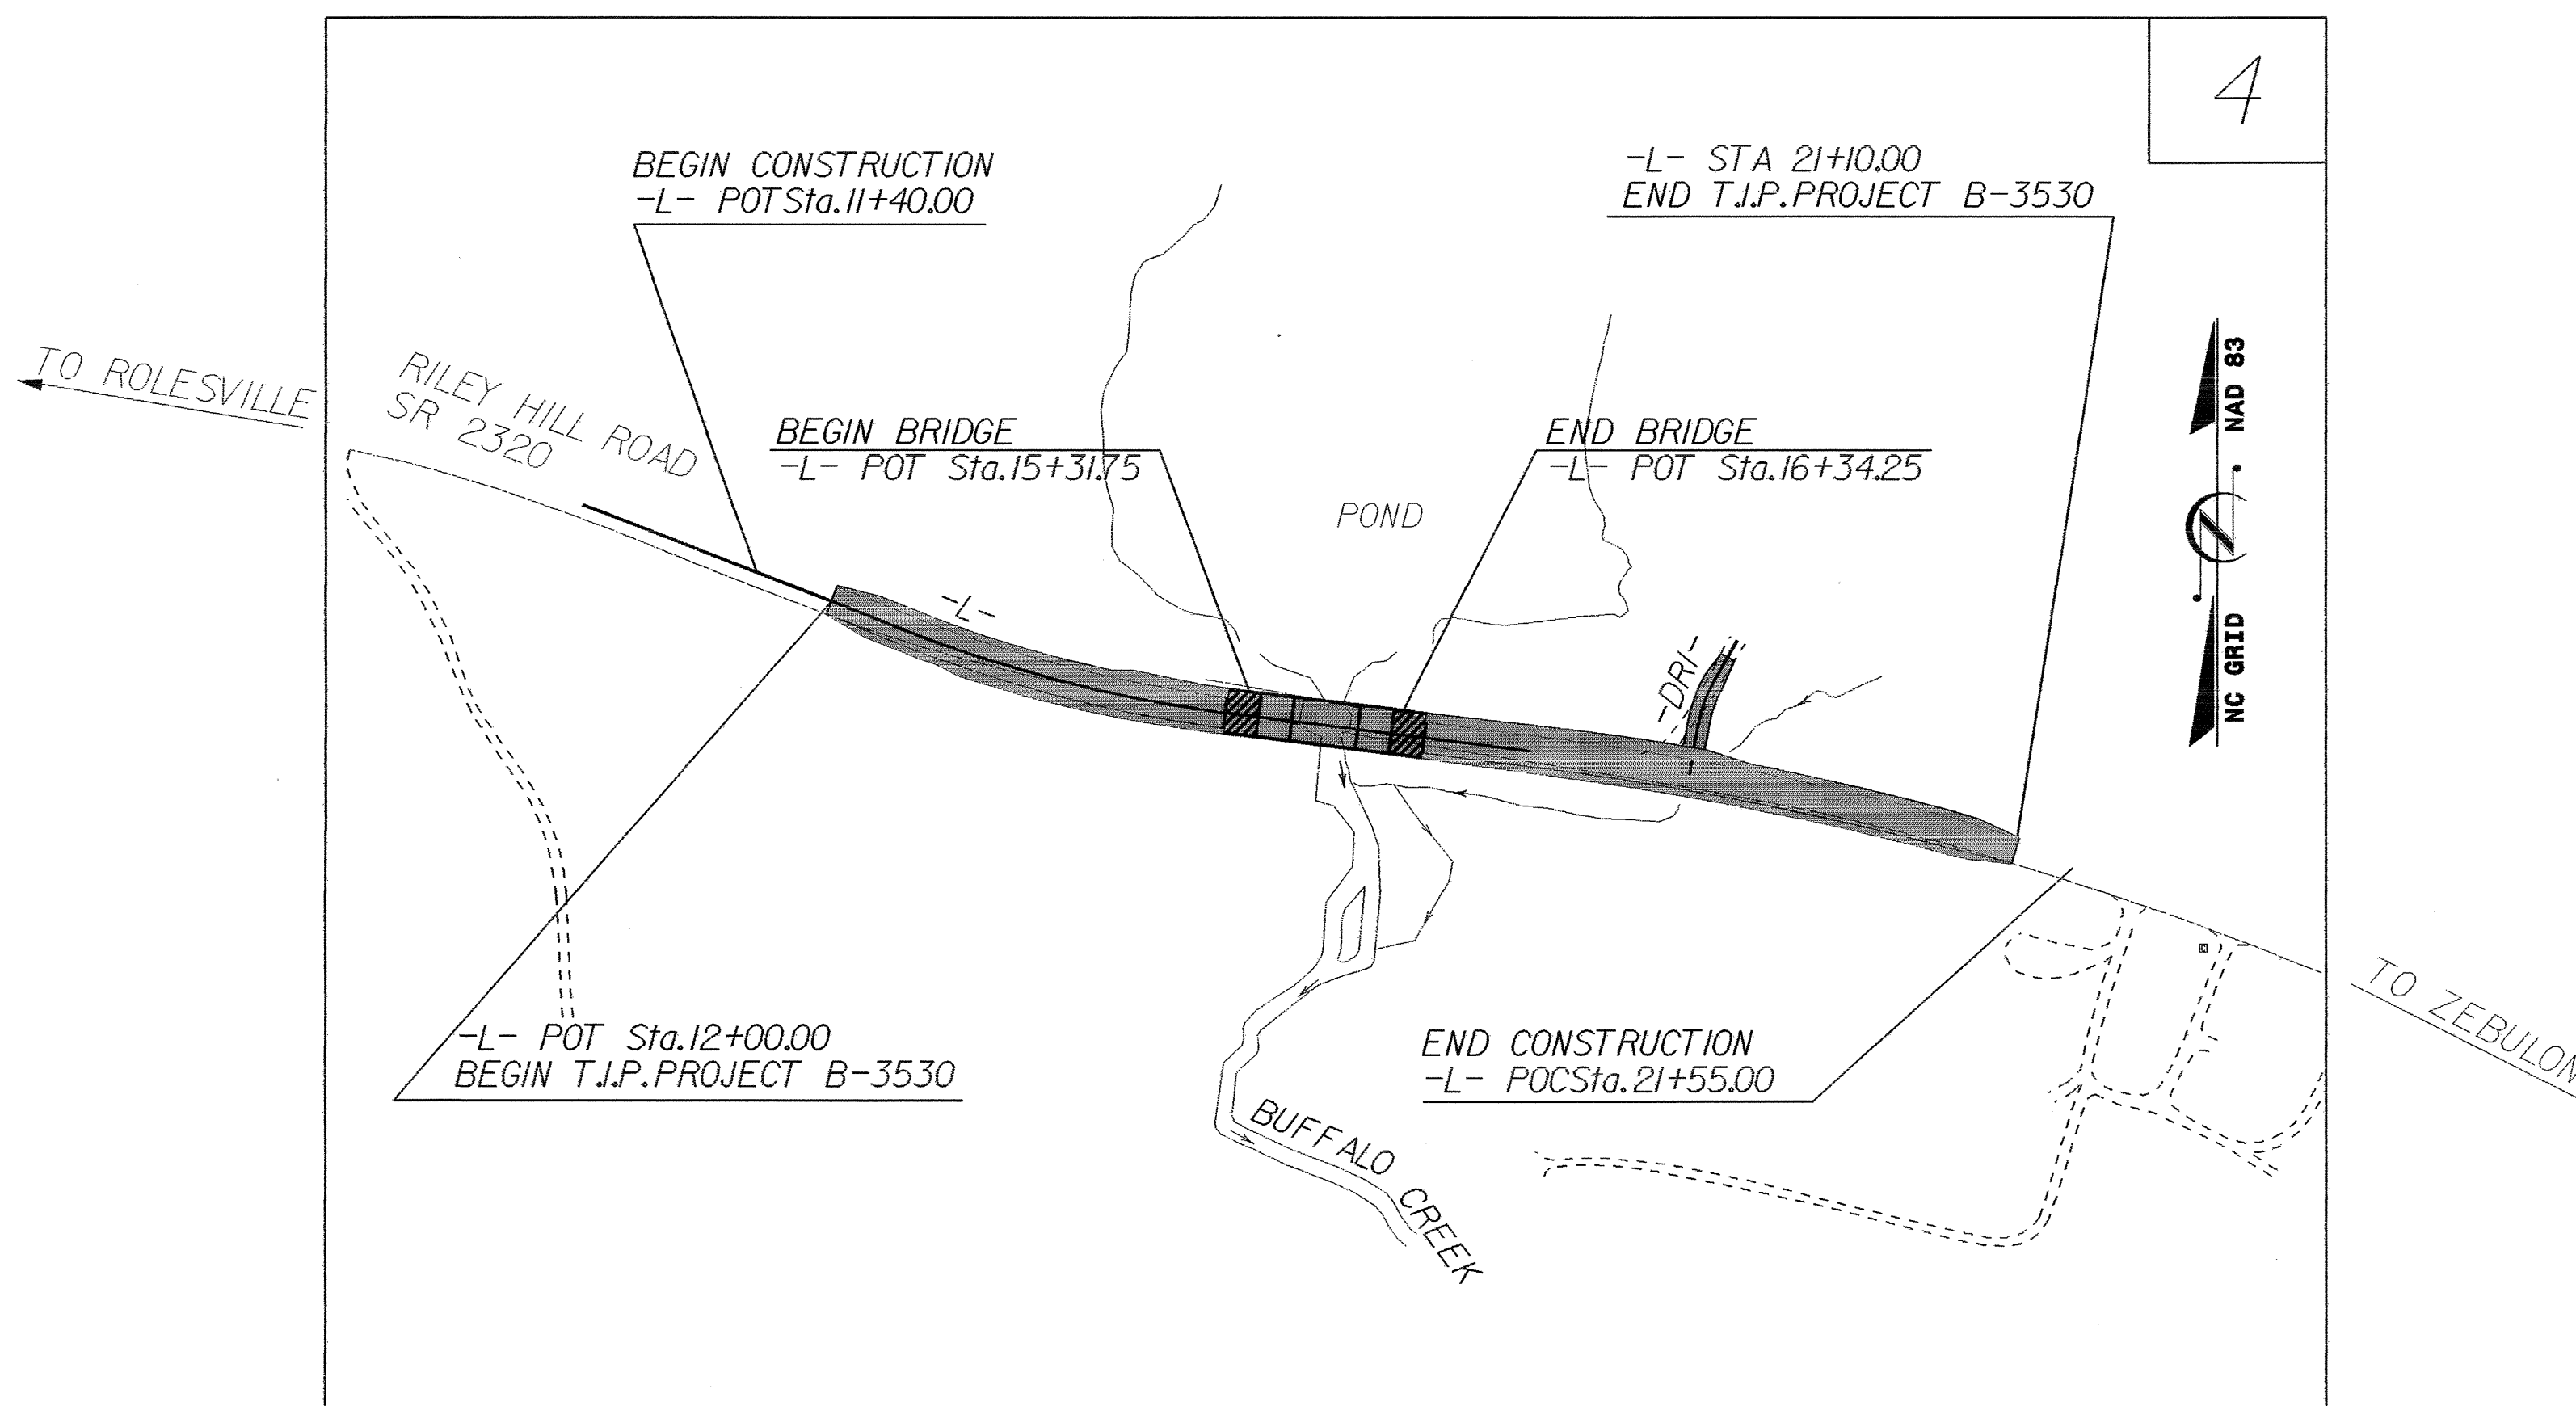 4
BEGIN CONSTRUCTION
-L- POTSta.11+40.00
-L- STA 21+10.00
END T.I.P.PROJECT B-3530
TO ROLESVILLE
RILEY HILL ROAD
SR 2320
BEGIN BRIDGE
-L- POT Sta.15+31.75
END BRIDGE
-L- POT Sta.16+34.25
POND
NAD 83
NC GRID
-L-
-DR1-
-L- POT Sta.12+00.00
BEGIN T.I.P.PROJECT B-3530
END CONSTRUCTION
-L- POCSta.21+55.00
TO ZEBULON
BUFFALO CREEK